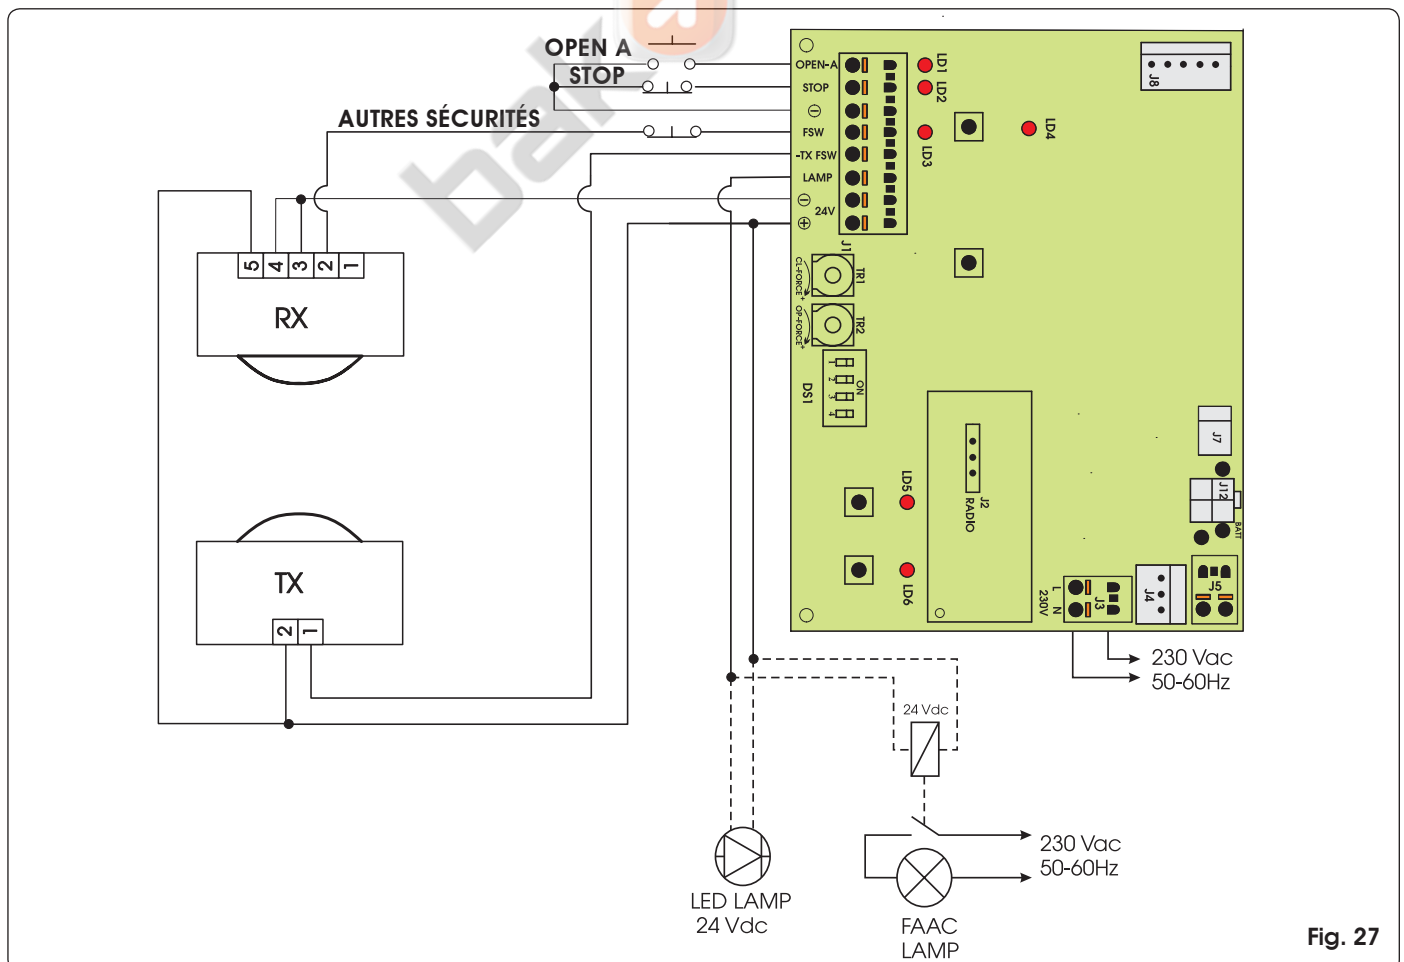 OPEN A
STOP
AUTRES SÉCURITÉS
OPEN-A
STOP
⊖
FSW
-TX FSW
LAMP
⊖
24V
⊕
LD1
LD2
LD3
LD4
J8
J1
CL-FORCE +
TR1
OP-FORCE +
TR2
DS1
1
2
3
4
ON
5
4
3
2
1
RX
TX
2
1
LD5
LD6
J2
RADIO
J7
J12
BATT
L
N
230V
J3
J4
J5
230 Vac
50-60Hz
24 Vdc
230 Vac
50-60Hz
LED LAMP
24 Vdc
FAAC
LAMP
Fig. 27
bak